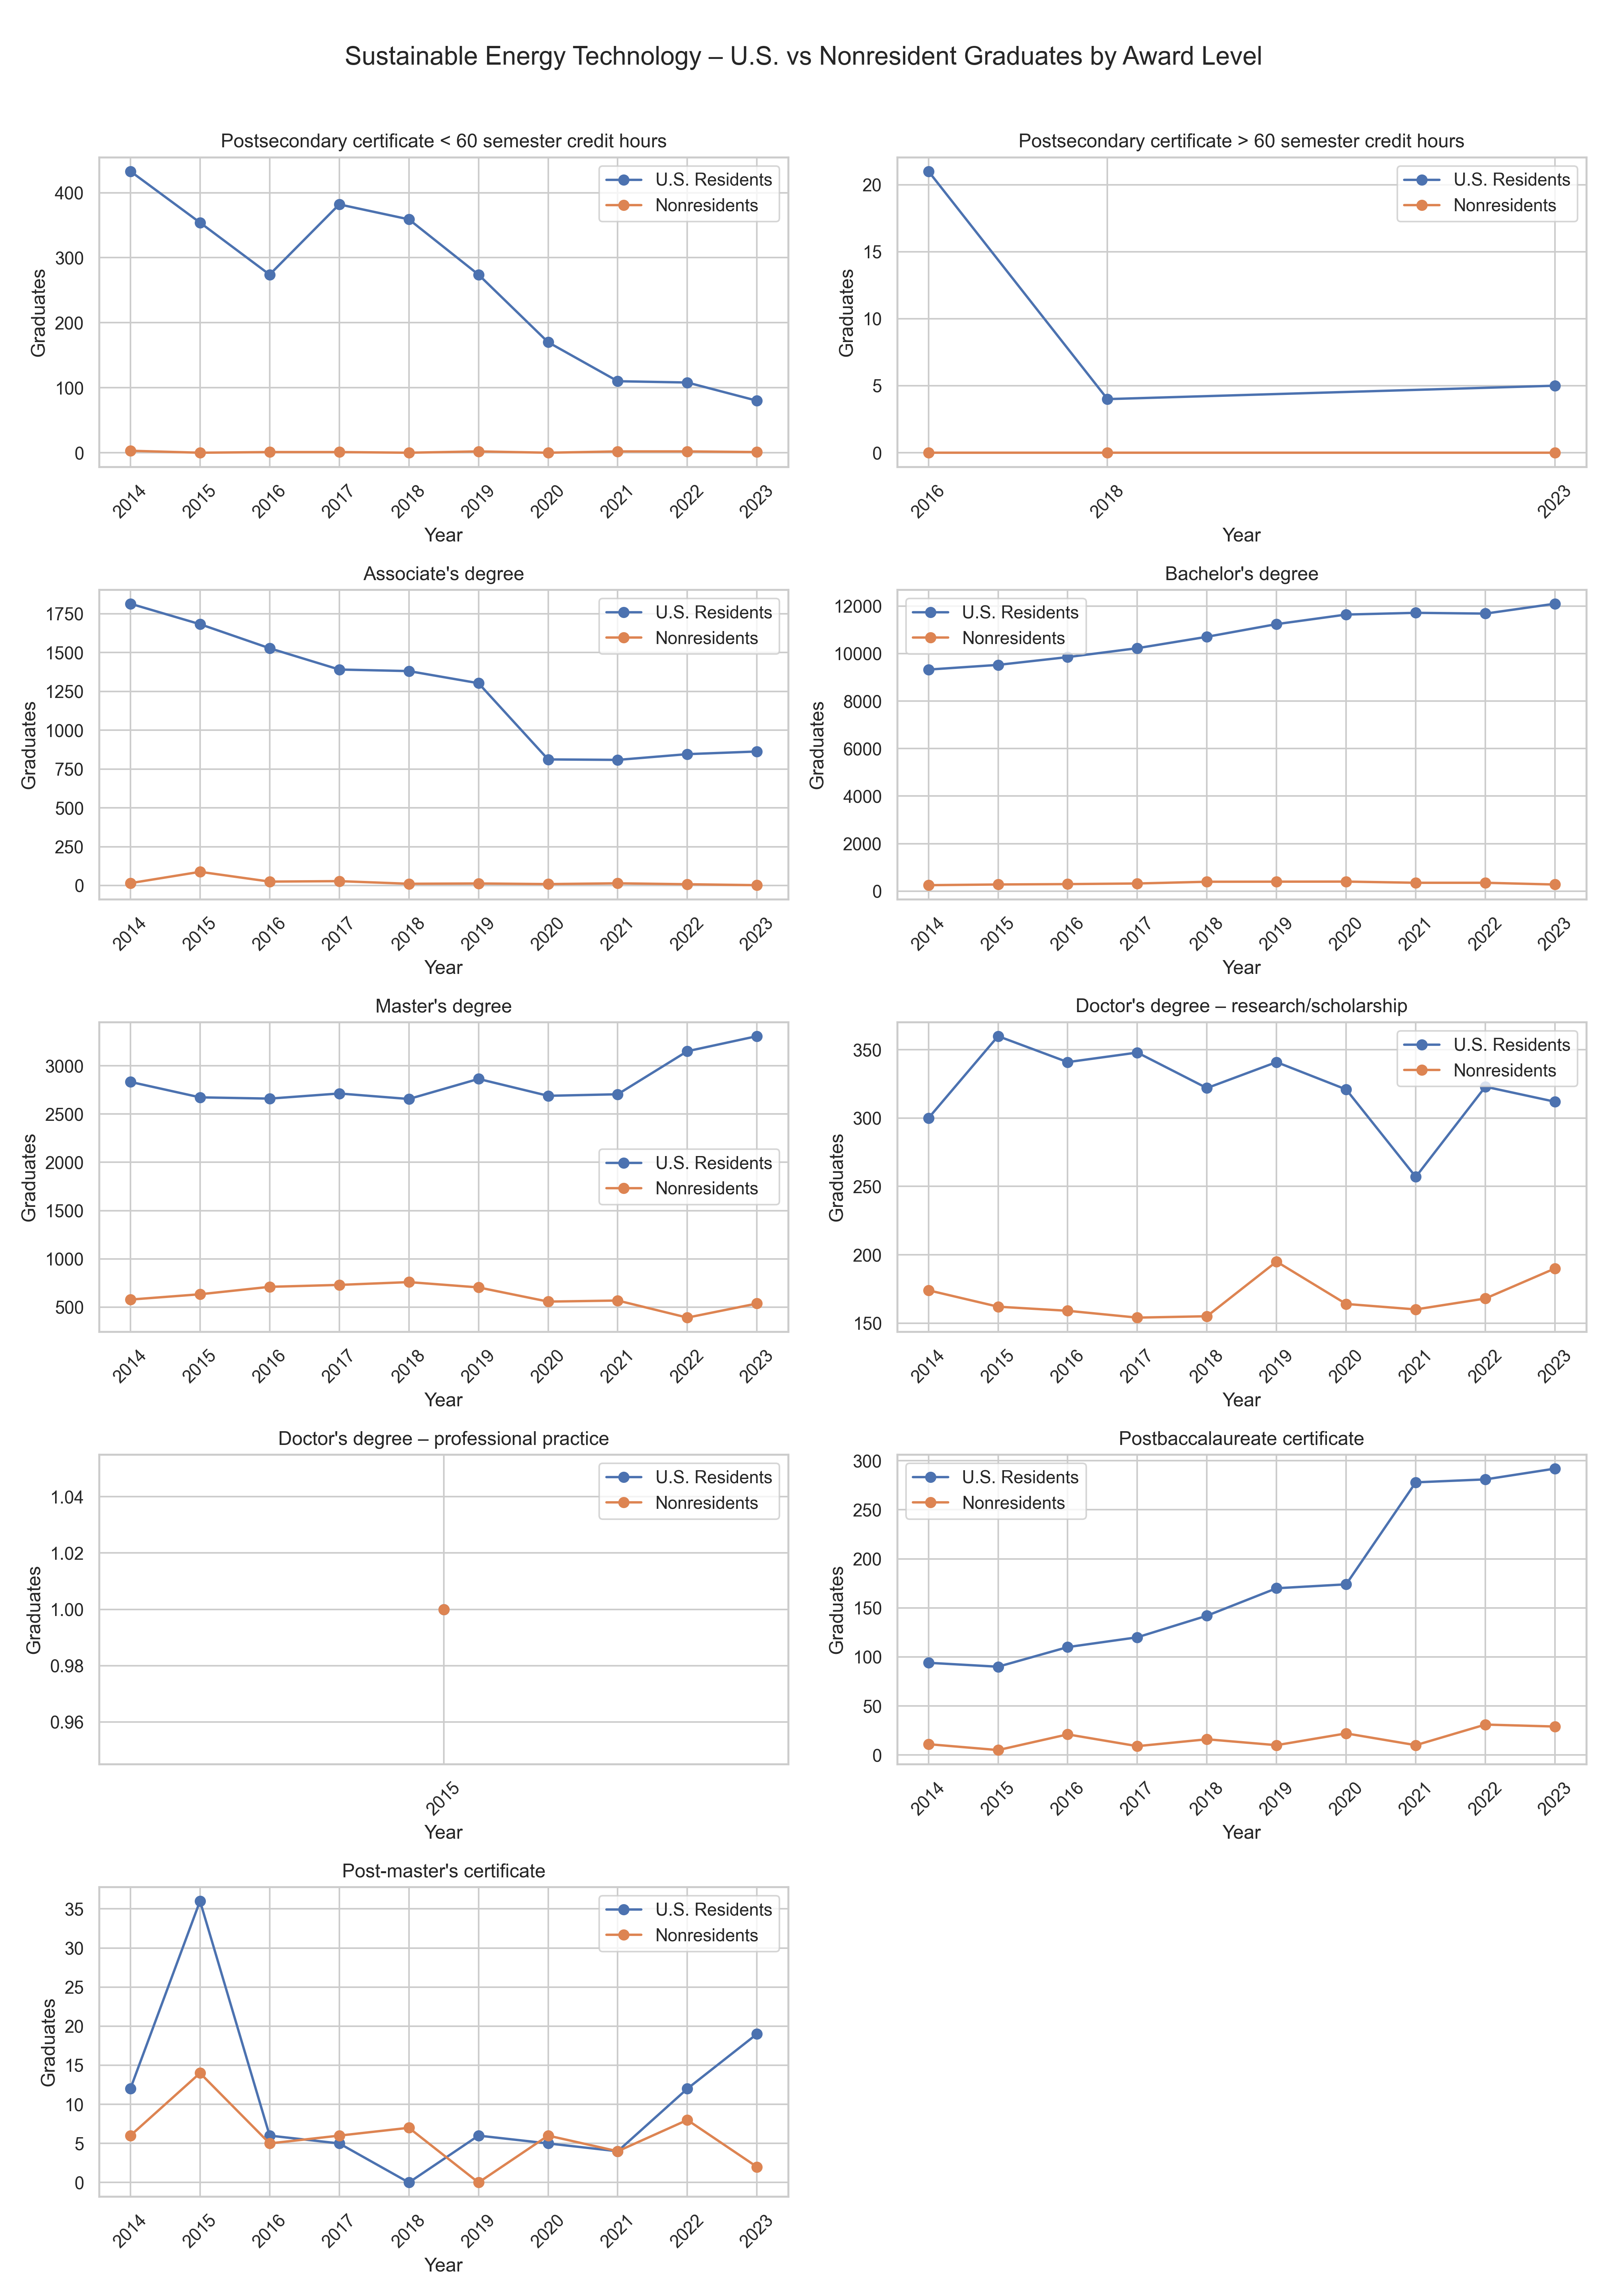 Sustainable Energy Technology – U.S. vs Nonresident Graduates by Award Level
Postsecondary certificate < 60 semester credit hours
U.S. Residents
Nonresidents
400
300
200
100
0
Graduates
2014 2015 2016 2017 2018 2019 2020 2021 2022 2023
Year
Postsecondary certificate > 60 semester credit hours
U.S. Residents
Nonresidents
20
15
10
5
0
Graduates
2016 2018 2023
Year
Associate's degree
U.S. Residents
Nonresidents
1750
1500
1250
1000
750
500
250
0
Graduates
2014 2015 2016 2017 2018 2019 2020 2021 2022 2023
Year
Bachelor's degree
U.S. Residents
Nonresidents
12000
10000
8000
6000
4000
2000
0
Graduates
2014 2015 2016 2017 2018 2019 2020 2021 2022 2023
Year
Master's degree
U.S. Residents
Nonresidents
3000
2500
2000
1500
1000
500
Graduates
2014 2015 2016 2017 2018 2019 2020 2021 2022 2023
Year
Doctor's degree – research/scholarship
U.S. Residents
Nonresidents
350
300
250
200
150
Graduates
2014 2015 2016 2017 2018 2019 2020 2021 2022 2023
Year
Doctor's degree – professional practice
U.S. Residents
Nonresidents
1.04
1.02
1.00
0.98
0.96
Graduates
2015
Year
Postbaccalaureate certificate
U.S. Residents
Nonresidents
300
250
200
150
100
50
0
Graduates
2014 2015 2016 2017 2018 2019 2020 2021 2022 2023
Year
Post-master's certificate
U.S. Residents
Nonresidents
35
30
25
20
15
10
5
0
Graduates
2014 2015 2016 2017 2018 2019 2020 2021 2022 2023
Year